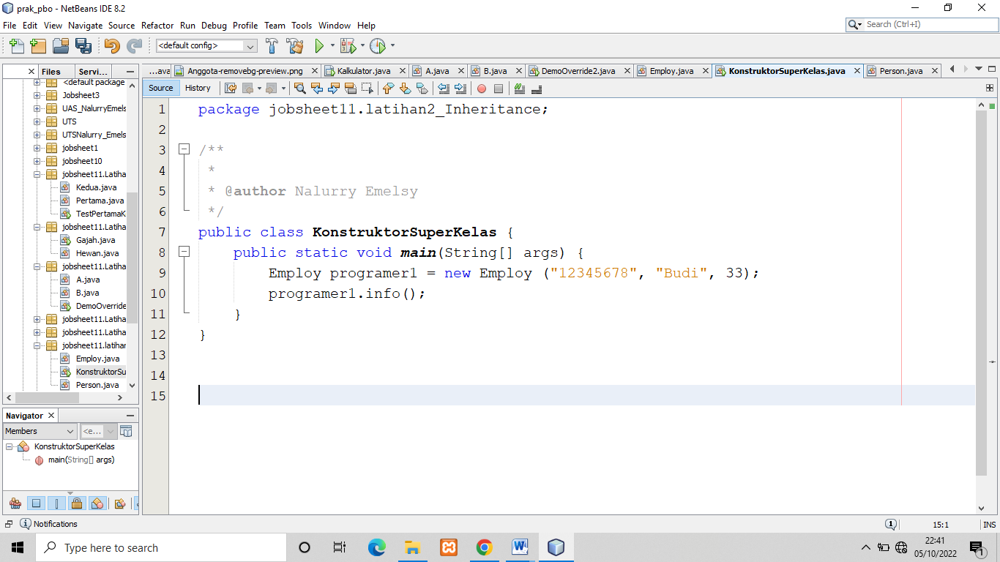 prak_pbo - NetBeans IDE 8.2
File Edit View Navigate Source Refactor Run Debug Profile Team Tools Window Help
Search (Ctrl+I)
<default config>
Files Servi...
...ava Anggota-removebg-preview.png Kalkulator.java A.java B.java DemoOverride2.java Employ.java KonstruktorSuperKelas.java Person.java
Source History
<default package
Jobsheet3
UAS_NalurryEmels
UTS
UTSNalurry_Emels
jobsheet1
jobsheet10
jobsheet11.Latiha
Kedua.java
Pertama.java
TestPertamaK
jobsheet11.Latiha
Gajah.java
Hewan.java
jobsheet11.Latiha
A.java
B.java
DemoOverride
jobsheet11.Latiha
jobsheet11.Latiha
jobsheet11.latihar
Employ.java
KonstruktorSu
Person.java
1 package jobsheet11.latihan2_Inheritance;
2
3 /**
4 *
5 * @author Nalurry Emelsy
6 */
7 public class KonstruktorSuperKelas {
8 public static void main(String[] args) {
9 Employ programer1 = new Employ ("12345678", "Budi", 33);
10 programer1.info();
11 }
12 }
13
14
15
Navigator
Members <e...
KonstruktorSuperKelas
main(String[] args)
Notifications
1
15:1 INS
Type here to search
22:41
05/10/2022
1